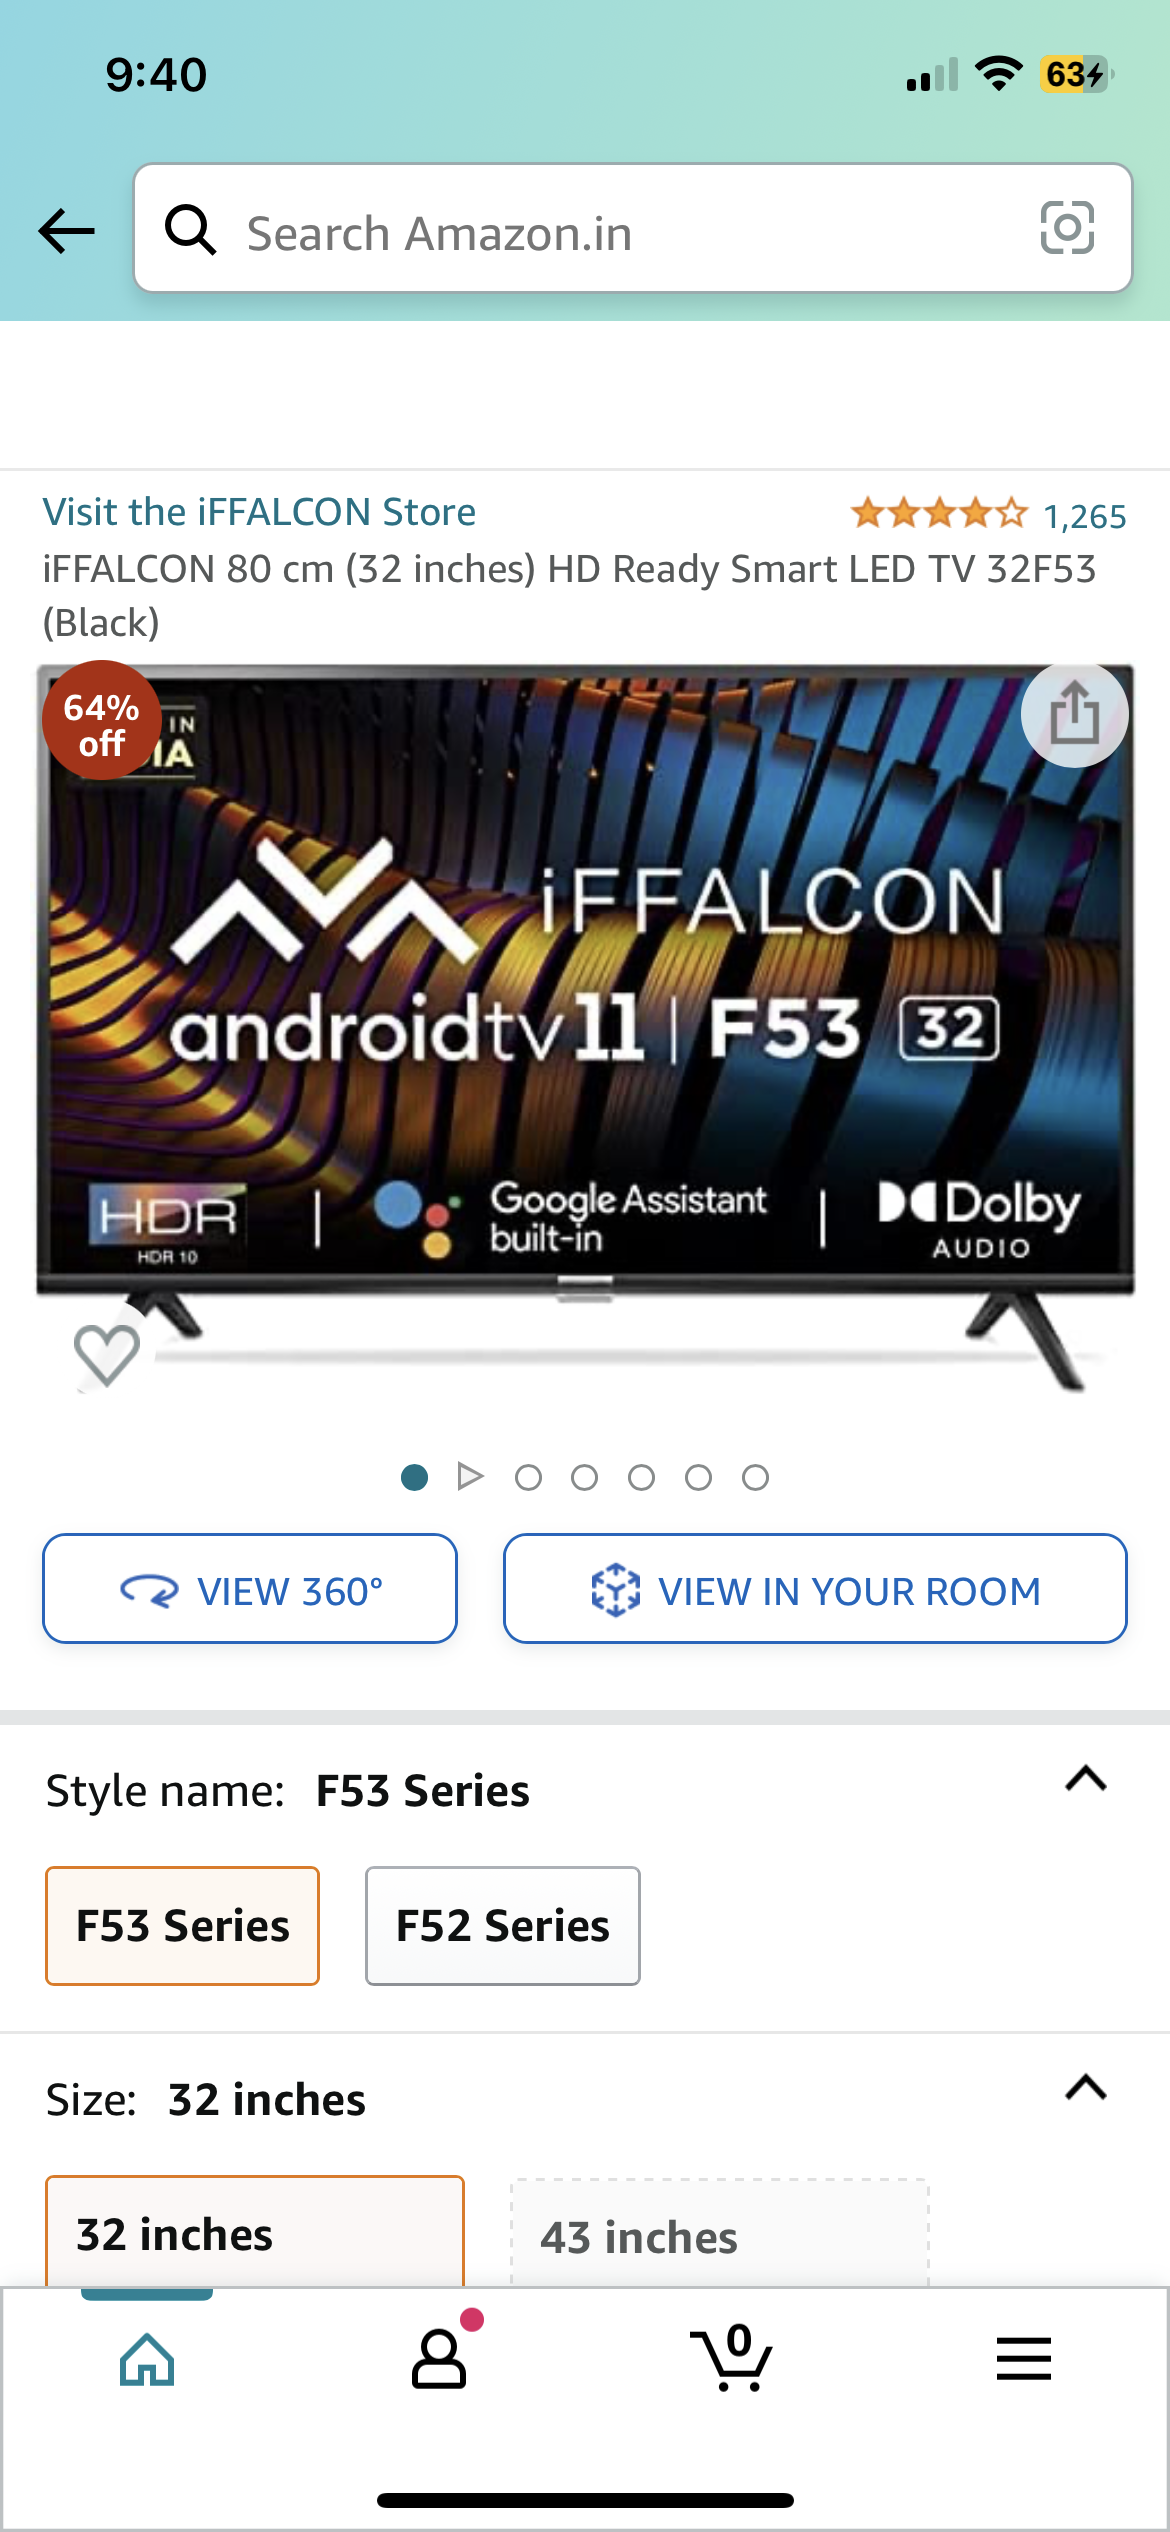 9:40
63
Search Amazon.in
Visit the iFFALCON Store
1,265
iFFALCON 80 cm (32 inches) HD Ready Smart LED TV 32F53
(Black)
64%
off
IN
IA
iFFALCON
androidtv11 | F53 32
HDR
HDR 10
Google Assistant
built-in
Dolby
AUDIO
VIEW 360°
VIEW IN YOUR ROOM
Style name: F53 Series
F53 Series
F52 Series
Size: 32 inches
32 inches
43 inches
0